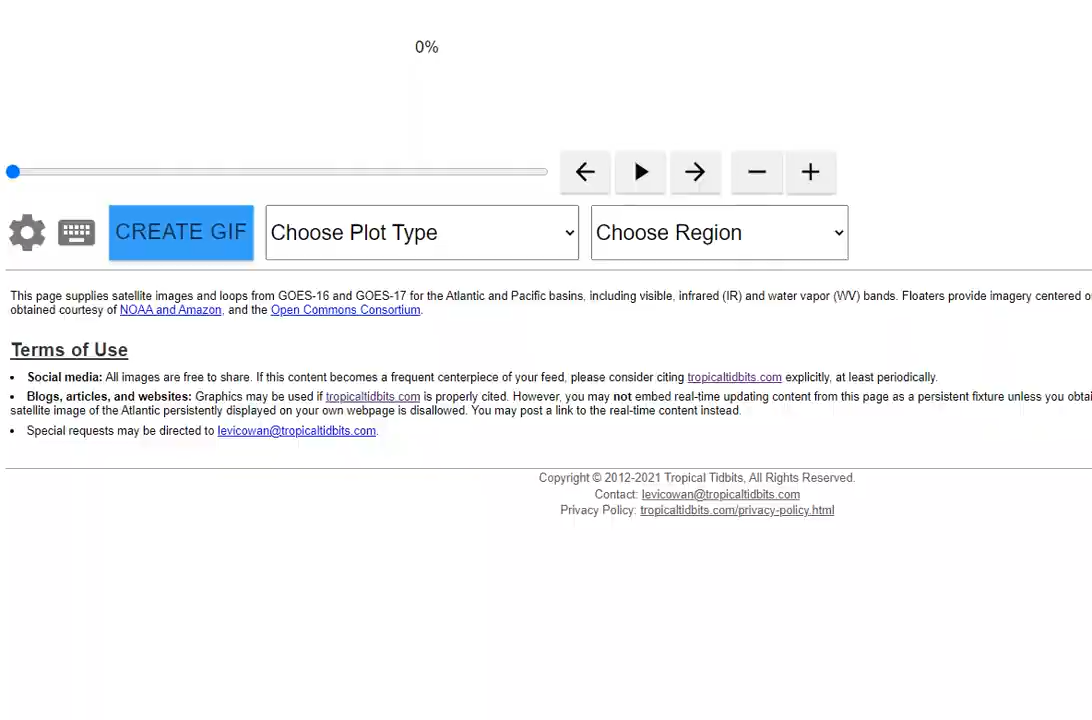 0%
CREATE GIF
Choose Plot Type
Choose Region
This page supplies satellite images and loops from GOES-16 and GOES-17 for the Atlantic and Pacific basins, including visible, infrared (IR) and water vapor (WV) bands. Floaters provide imagery centered
obtained courtesy of NOAA and Amazon, and the Open Commons Consortium.
Terms of Use
• Social media: All images are free to share. If this content becomes a frequent centerpiece of your feed, please consider citing tropicaltidbits.com explicitly, at least periodically.
• Blogs, articles, and websites: Graphics may be used if tropicaltidbits.com is properly cited. However, you may not embed real-time updating content from this page as a persistent fixture unless you
satellite image of the Atlantic persistently displayed on your own webpage is disallowed. You may post a link to the real-time content instead.
• Special requests may be directed to levicowan@tropicaltidbits.com.
Copyright © 2012-2021 Tropical Tidbits, All Rights Reserved.
Contact: levicowan@tropicaltidbits.com
Privacy Policy: tropicaltidbits.com/privacy-policy.html